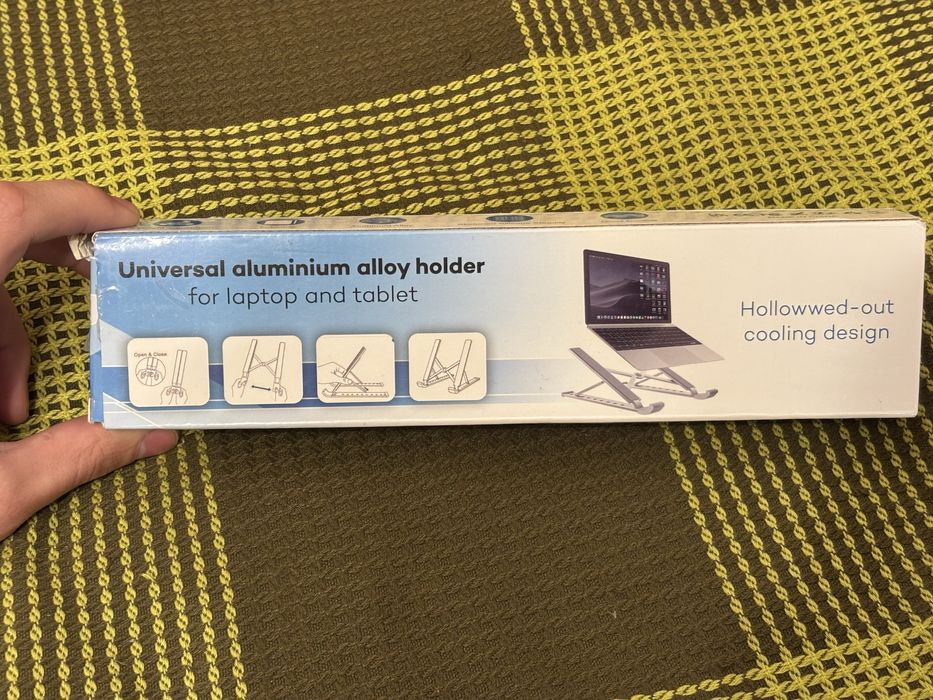 Universal aluminium alloy holder
for laptop and tablet
Open & Close
Hollowwed-out
cooling design